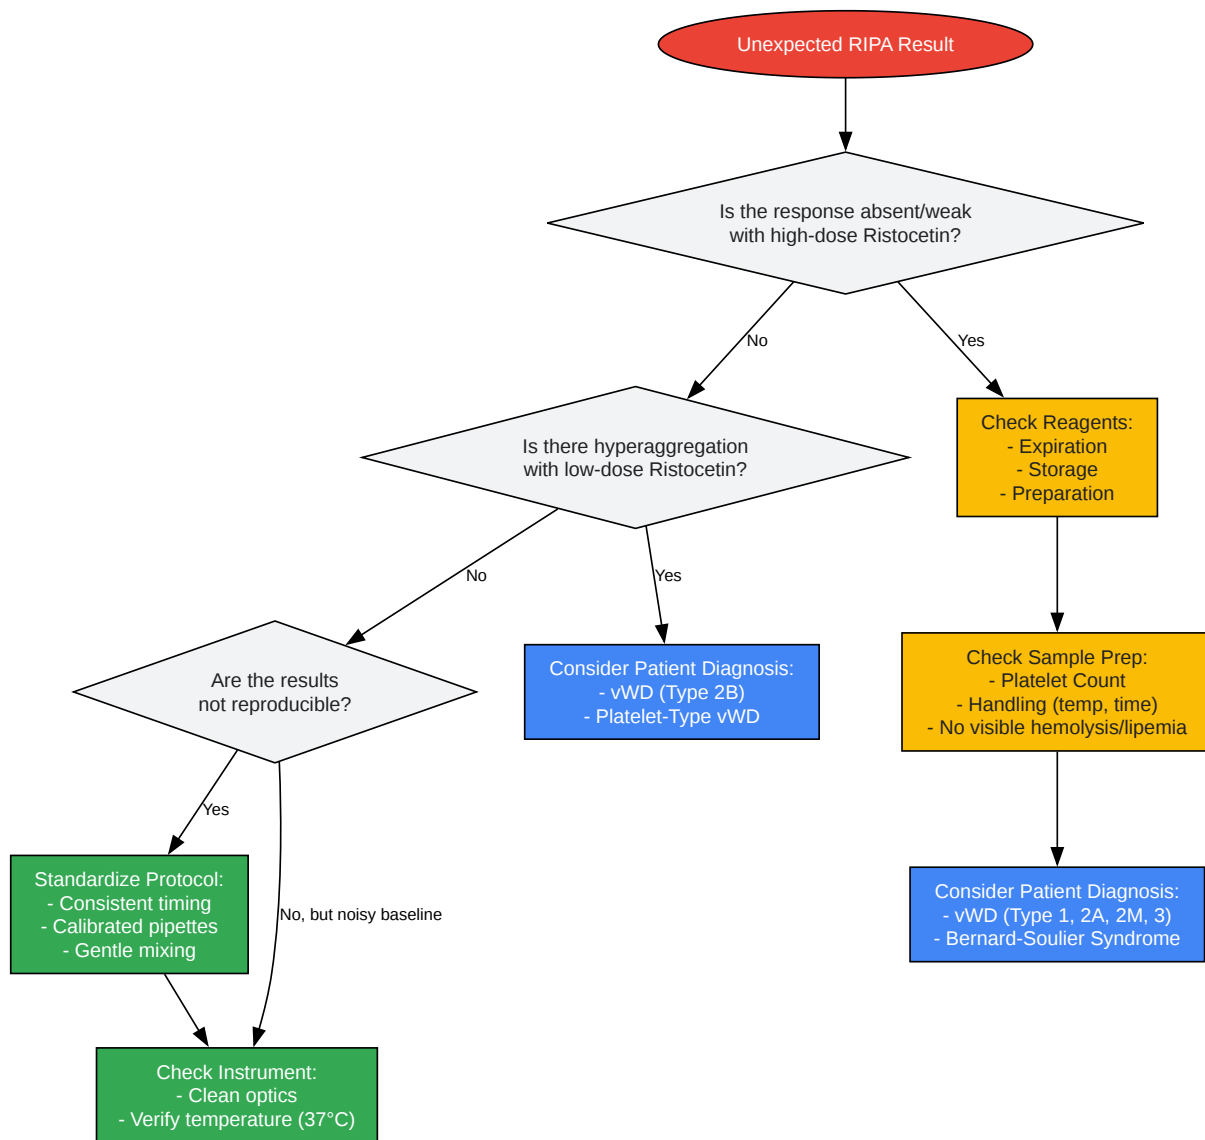 Unexpected RIPA Result
Is the response absent/weak
with high-dose Ristocetin?
No
Yes
Is there hyperaggregation
with low-dose Ristocetin?
Check Reagents:
- Expiration
- Storage
- Preparation
No
Yes
Are the results
not reproducible?
Consider Patient Diagnosis:
- vWD (Type 2B)
- Platelet-Type vWD
Check Sample Prep:
- Platelet Count
- Handling (temp, time)
- No visible hemolysis/lipemia
Yes
No, but noisy baseline
Standardize Protocol:
- Consistent timing
- Calibrated pipettes
- Gentle mixing
Consider Patient Diagnosis:
- vWD (Type 1, 2A, 2M, 3)
- Bernard-Soulier Syndrome
Check Instrument:
- Clean optics
- Verify temperature (37°C)